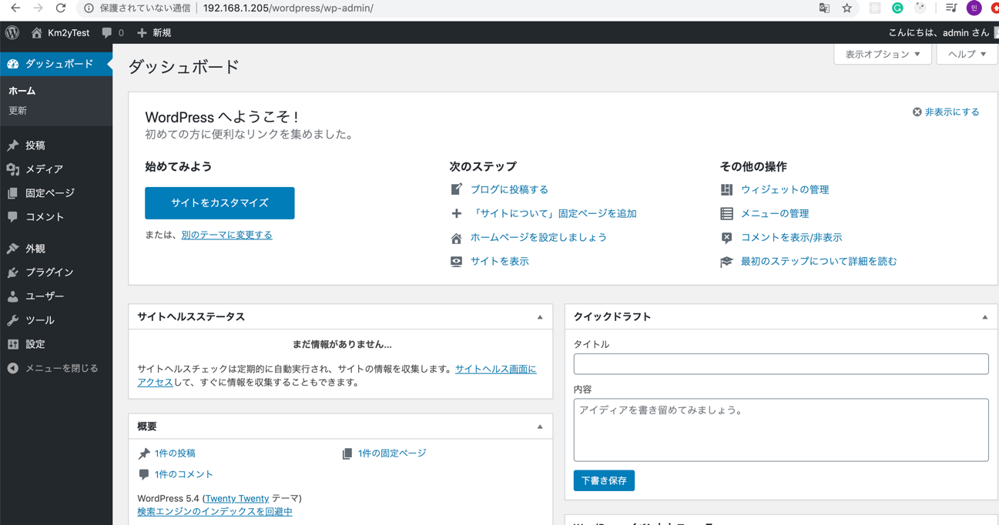 保護されていない通信 | 192.168.1.205/wordpress/wp-admin/
民
Km2yTest 0 新規
こんにちは、admin さん
ダッシュボード
ホーム
更新
投稿
メディア
固定ページ
コメント
外観
プラグイン
ユーザー
ツール
設定
メニューを閉じる
ダッシュボード
表示オプション
ヘルプ
WordPress へようこそ !
初めての方に便利なリンクを集めました。
非表示にする
始めてみよう
サイトをカスタマイズ
または、別のテーマに変更する
次のステップ
ブログに投稿する
「サイトについて」固定ページを追加
ホームページを設定しましょう
サイトを表示
その他の操作
ウィジェットの管理
メニューの管理
コメントを表示/非表示
最初のステップについて詳細を読む
サイトヘルスステータス
まだ情報がありません...
サイトヘルスチェックは定期的に自動実行され、サイトの情報を収集します。サイトヘルス画面に
アクセスして、すぐに情報を収集することもできます。
概要
1件の投稿
1件の固定ページ
1件のコメント
WordPress 5.4 (Twenty Twenty テーマ)
検索エンジンのインデックスを回避中
クイックドラフト
タイトル
内容
アイディアを書き留めてみましょう。
下書き保存